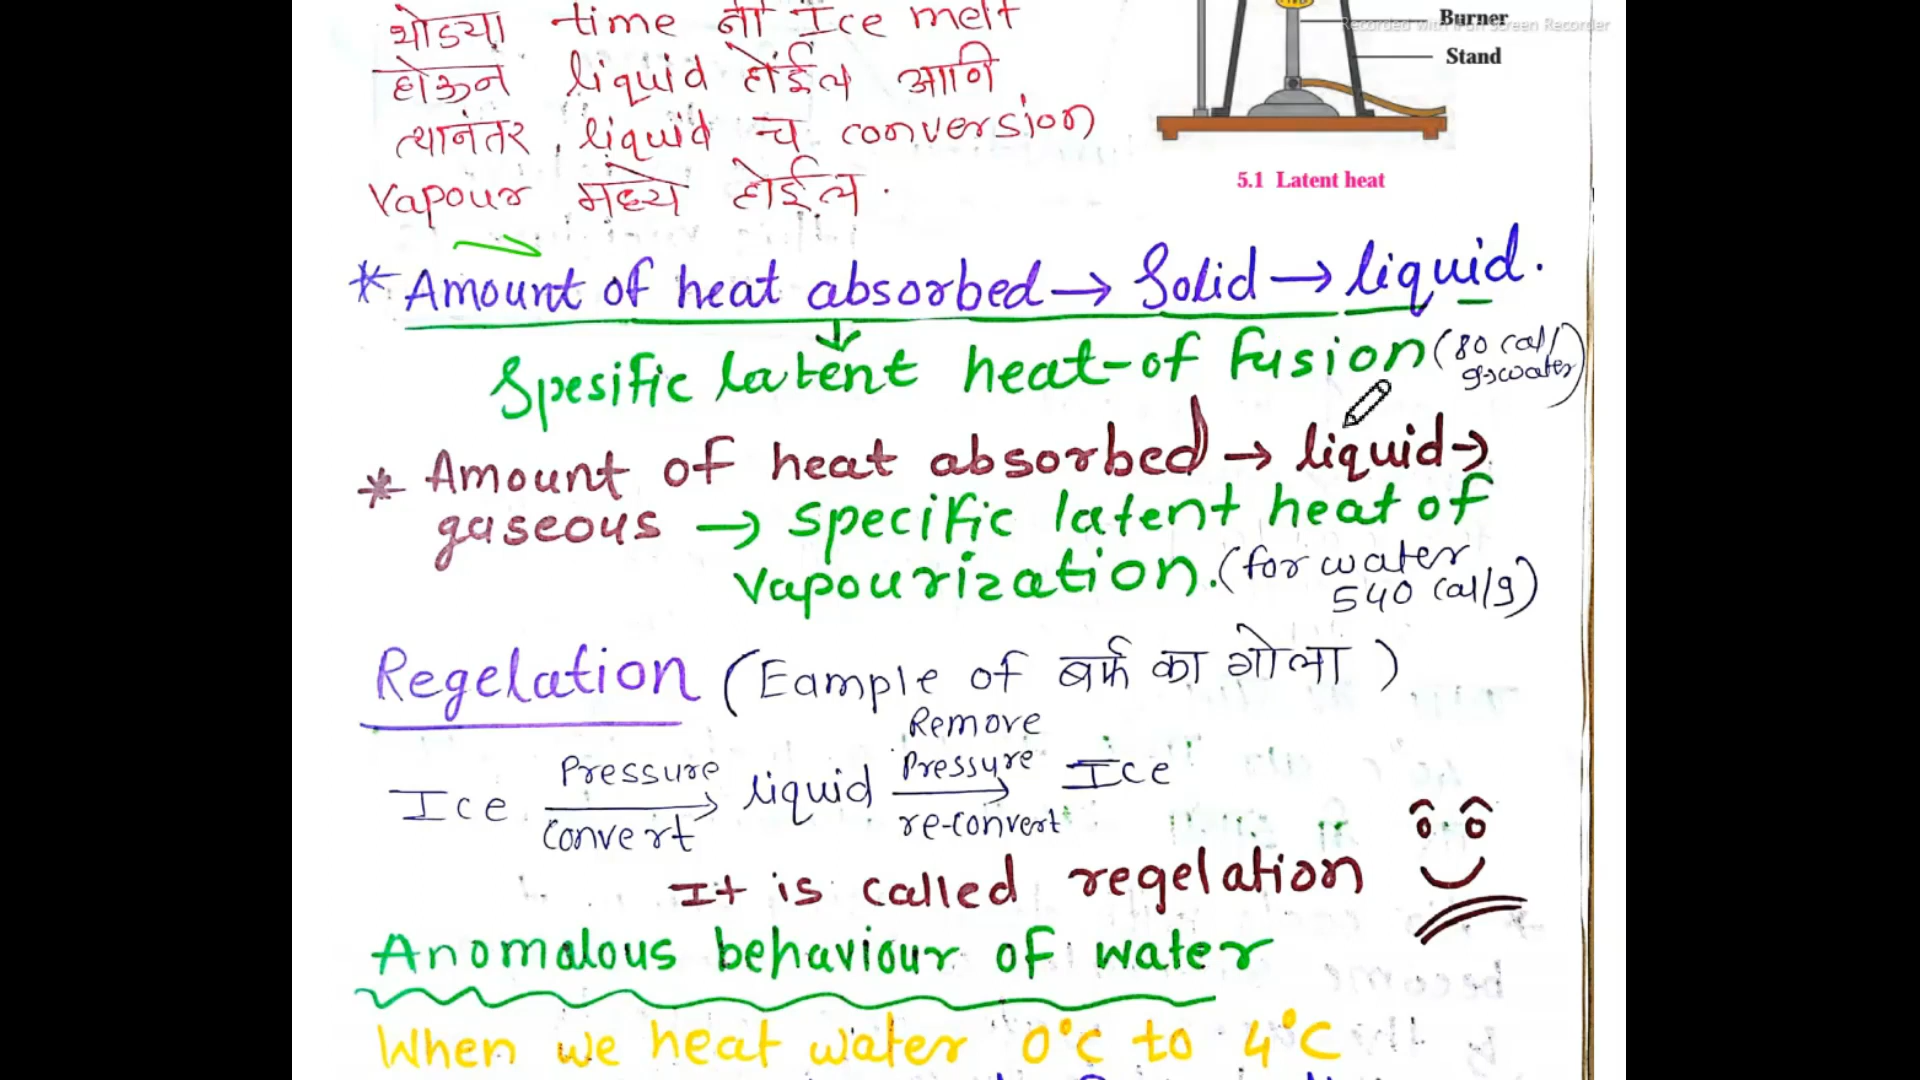 थोडया time नी Ice melt
होऊन liquid होईल आणि
त्यानंतर, liquid च conversion
Vapour मध्ये होईल.
Burner
Stand
5.1 Latent heat
* Amount of heat absorbed → Solid → liquid.
Spesific latent heat-of fusion (80 cal/
g→water)
* Amount of heat absorbed → liquid →
gaseous → specific latent heat of
vapourization. (for water
540 cal/g)
Regelation (Eample of बर्फ का गोला)
Ice Pressure Convert → liquid Remove Pressure re-convert → Ice
It is called regelation
Anomalous behaviour of water
When we heat water 0°C to 4°C